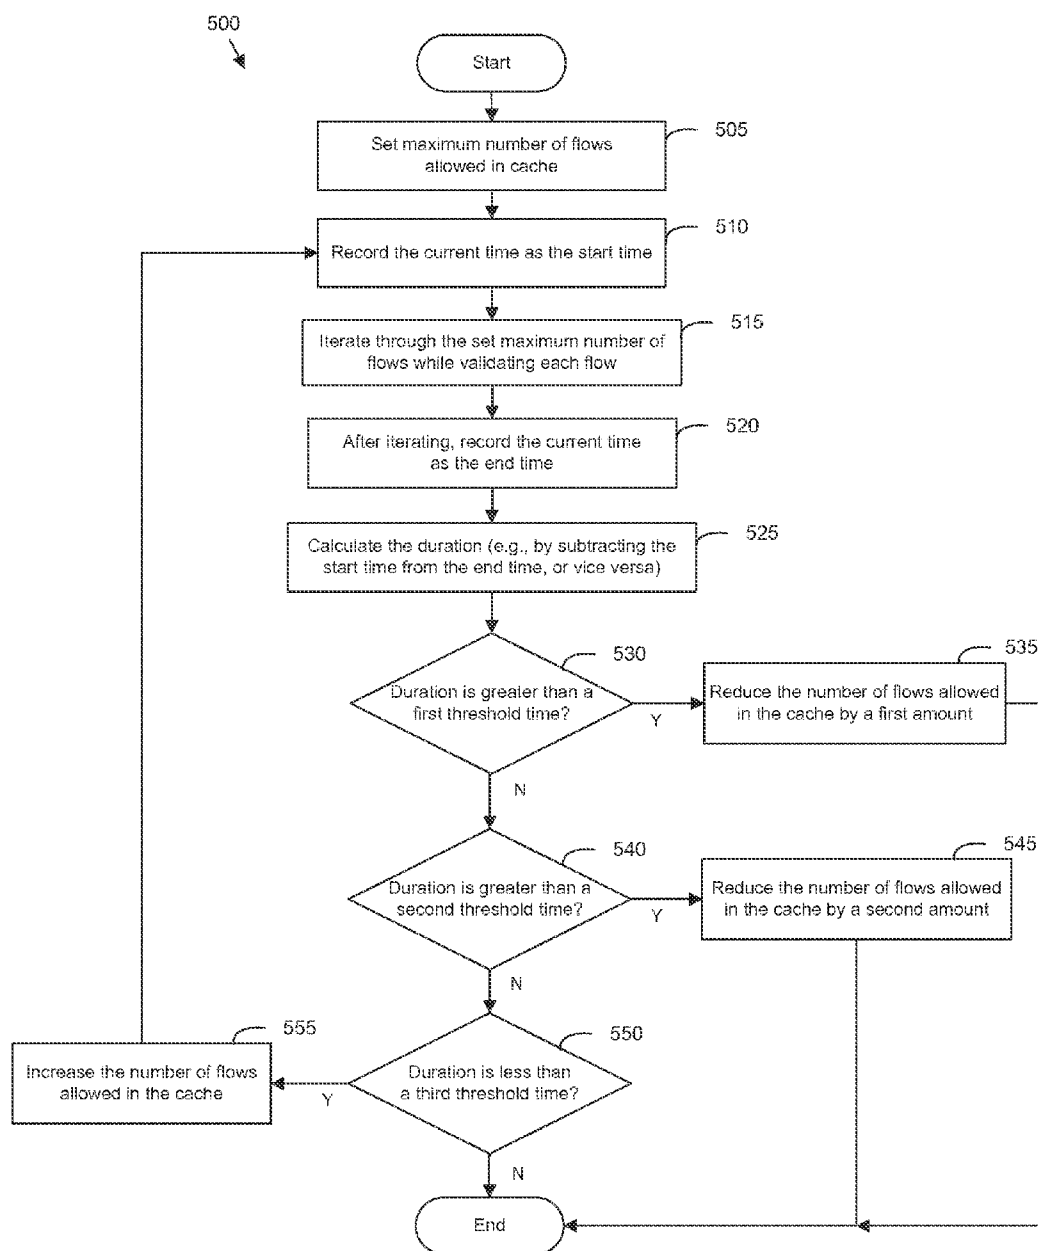 500
Start
505
Set maximum number of flows
allowed in cache
510
Record the current time as the start time
515
Iterate through the set maximum number of
flows while validating each flow
520
After iterating, record the current time
as the end time
525
Calculate the duration (e.g., by subtracting the
start time from the end time, or vice versa)
530
Duration is greater than a
first threshold time?
Y
535
Reduce the number of flows allowed
in the cache by a first amount
N
540
Duration is greater than a
second threshold time?
Y
545
Reduce the number of flows allowed
in the cache by a second amount
N
550
Duration is less than
a third threshold time?
Y
555
Increase the number of flows
allowed in the cache
N
End